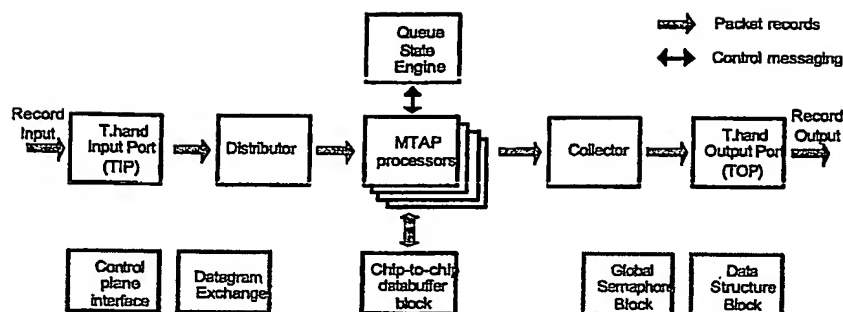 Queue
State
Engine
Packet records
Control messaging
Record
Input
T.hand
Input Port
(TIP)
Distributor
MTAP
processors
Collector
T.hand
Output Port
(TOP)
Record
Output
Control
plane
interface
Datagram
Exchange
Chip-to-chip
databuffer
block
Global
Semaphore
Block
Data
Structure
Block